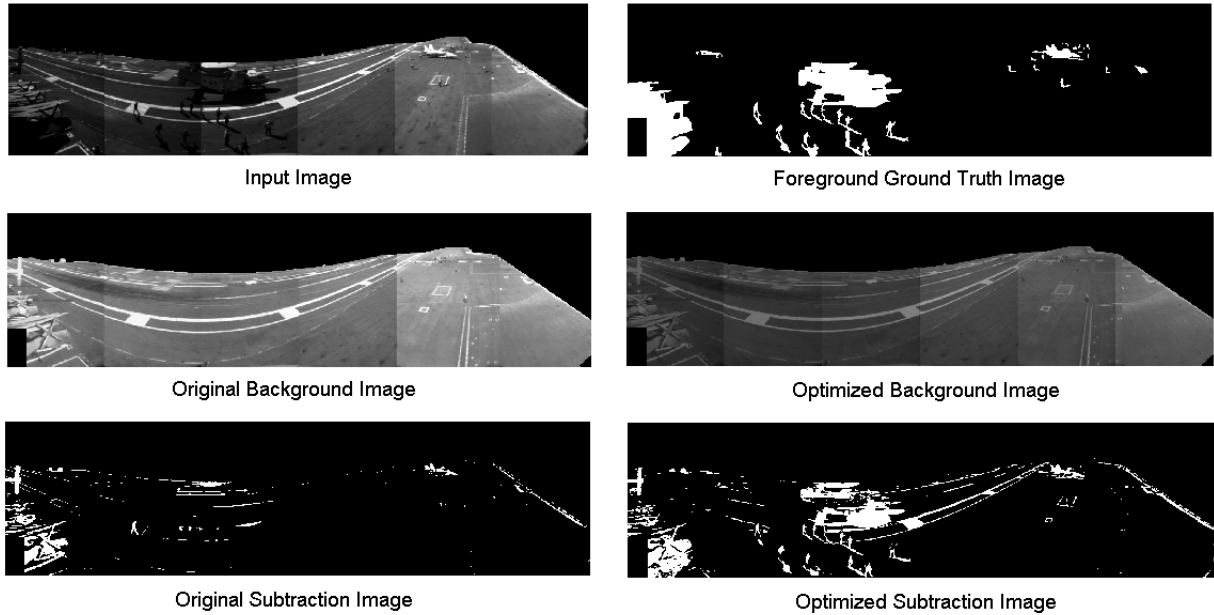 Input Image
Foreground Ground Truth Image
Original Background Image
Optimized Background Image
Original Subtraction Image
Optimized Subtraction Image